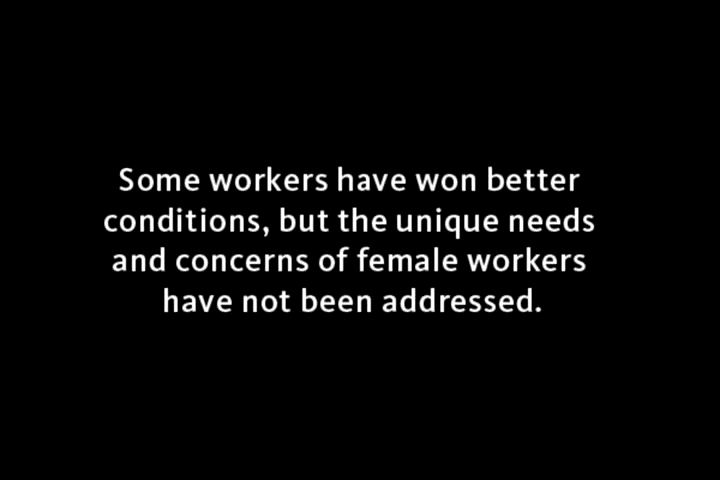 Some workers have won better
conditions, but the unique needs
and concerns of female workers
have not been addressed.